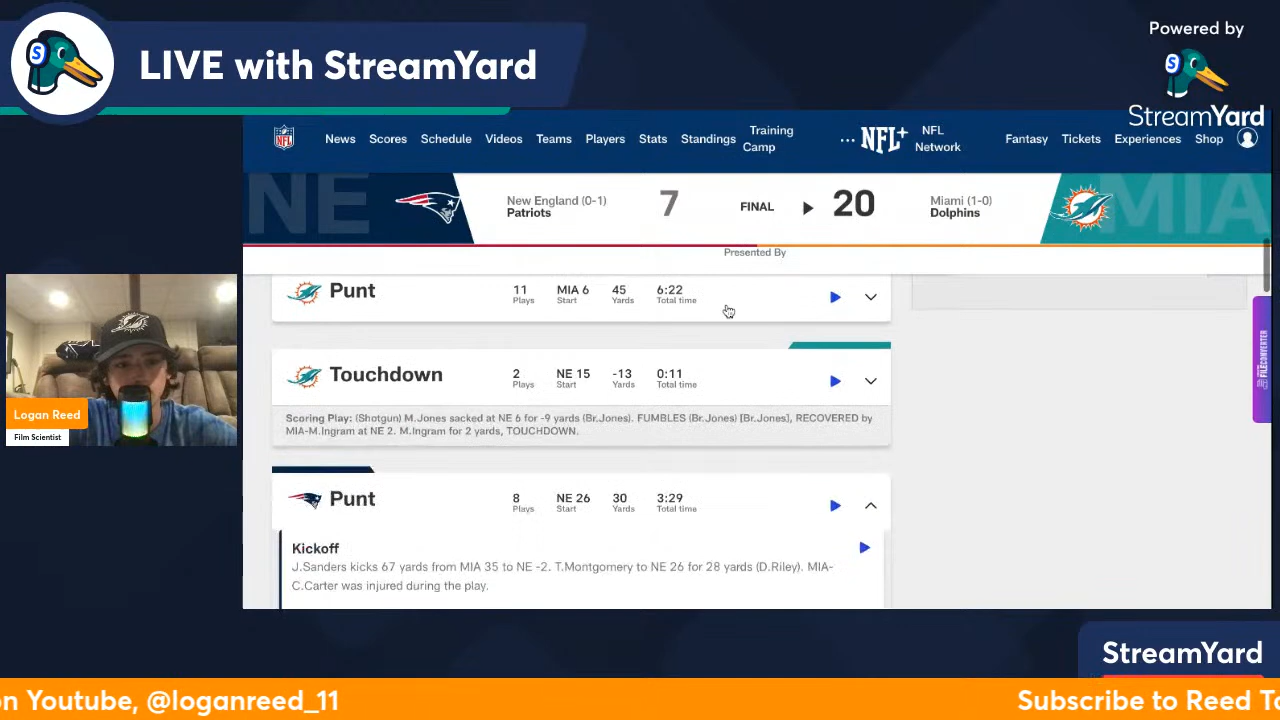 LIVE with StreamYard
Powered by
StreamYard
News Scores Schedule Videos Teams Players Stats Standings Training Camp ... NFL+ NFL Network Fantasy Tickets Experiences Shop
NFL
NE
New England (0-1)
Patriots
7
FINAL
20
Miami (1-0)
Dolphins
MIA
Presented By
Punt 11 MIA 6 45 6:22
Plays Start Yards Total time
Touchdown 2 NE 15 -13 0:11
Plays Start Yards Total time
Scoring Play: (Shotgun) M.Jones sacked at NE 6 for -9 yards (Br.Jones). FUMBLES (Br.Jones) [Br.Jones], RECOVERED by
MIA-M.Ingram at NE 2. M.Ingram for 2 yards, TOUCHDOWN.
Punt 8 NE 26 30 3:29
Plays Start Yards Total time
Kickoff
J.Sanders kicks 67 yards from MIA 35 to NE -2. T.Montgomery to NE 26 for 28 yards (D.Riley). MIA-
C.Carter was injured during the play.
FILECONVERTER
Logan Reed
Film Scientist
StreamYard
on Youtube, @loganreed_11
Subscribe to Reed Ta